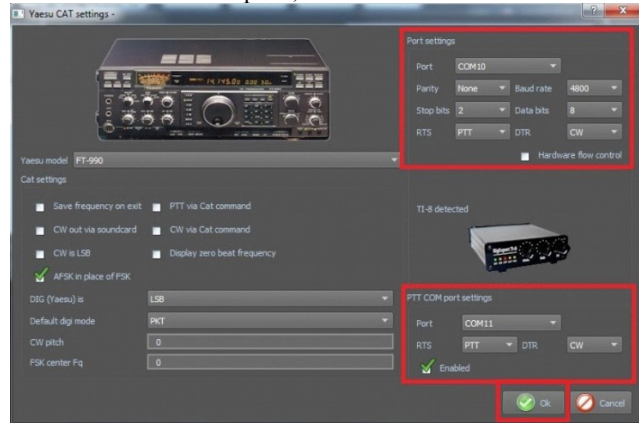 Yaesu CAT settings -
Port settings
Port COM10
Parity None Baud rate 4800
Stop bits 2 Data bits 8
RTS PTT DTR CW
Hardware flow control
Yaesu model FT-990
Cat settings
Save frequency on exit PTT via Cat command
CW out via soundcard CW via Cat command
CW is LSB Display zero beat frequency
AFSK in place of FSK
TI-8 detected
DIG (Yaesu) is LSB
Default digi mode PKT
CW pitch 0
FSK center Fq 0
PTT COM port settings
Port COM11
RTS PTT DTR CW
Enabled
Ok Cancel